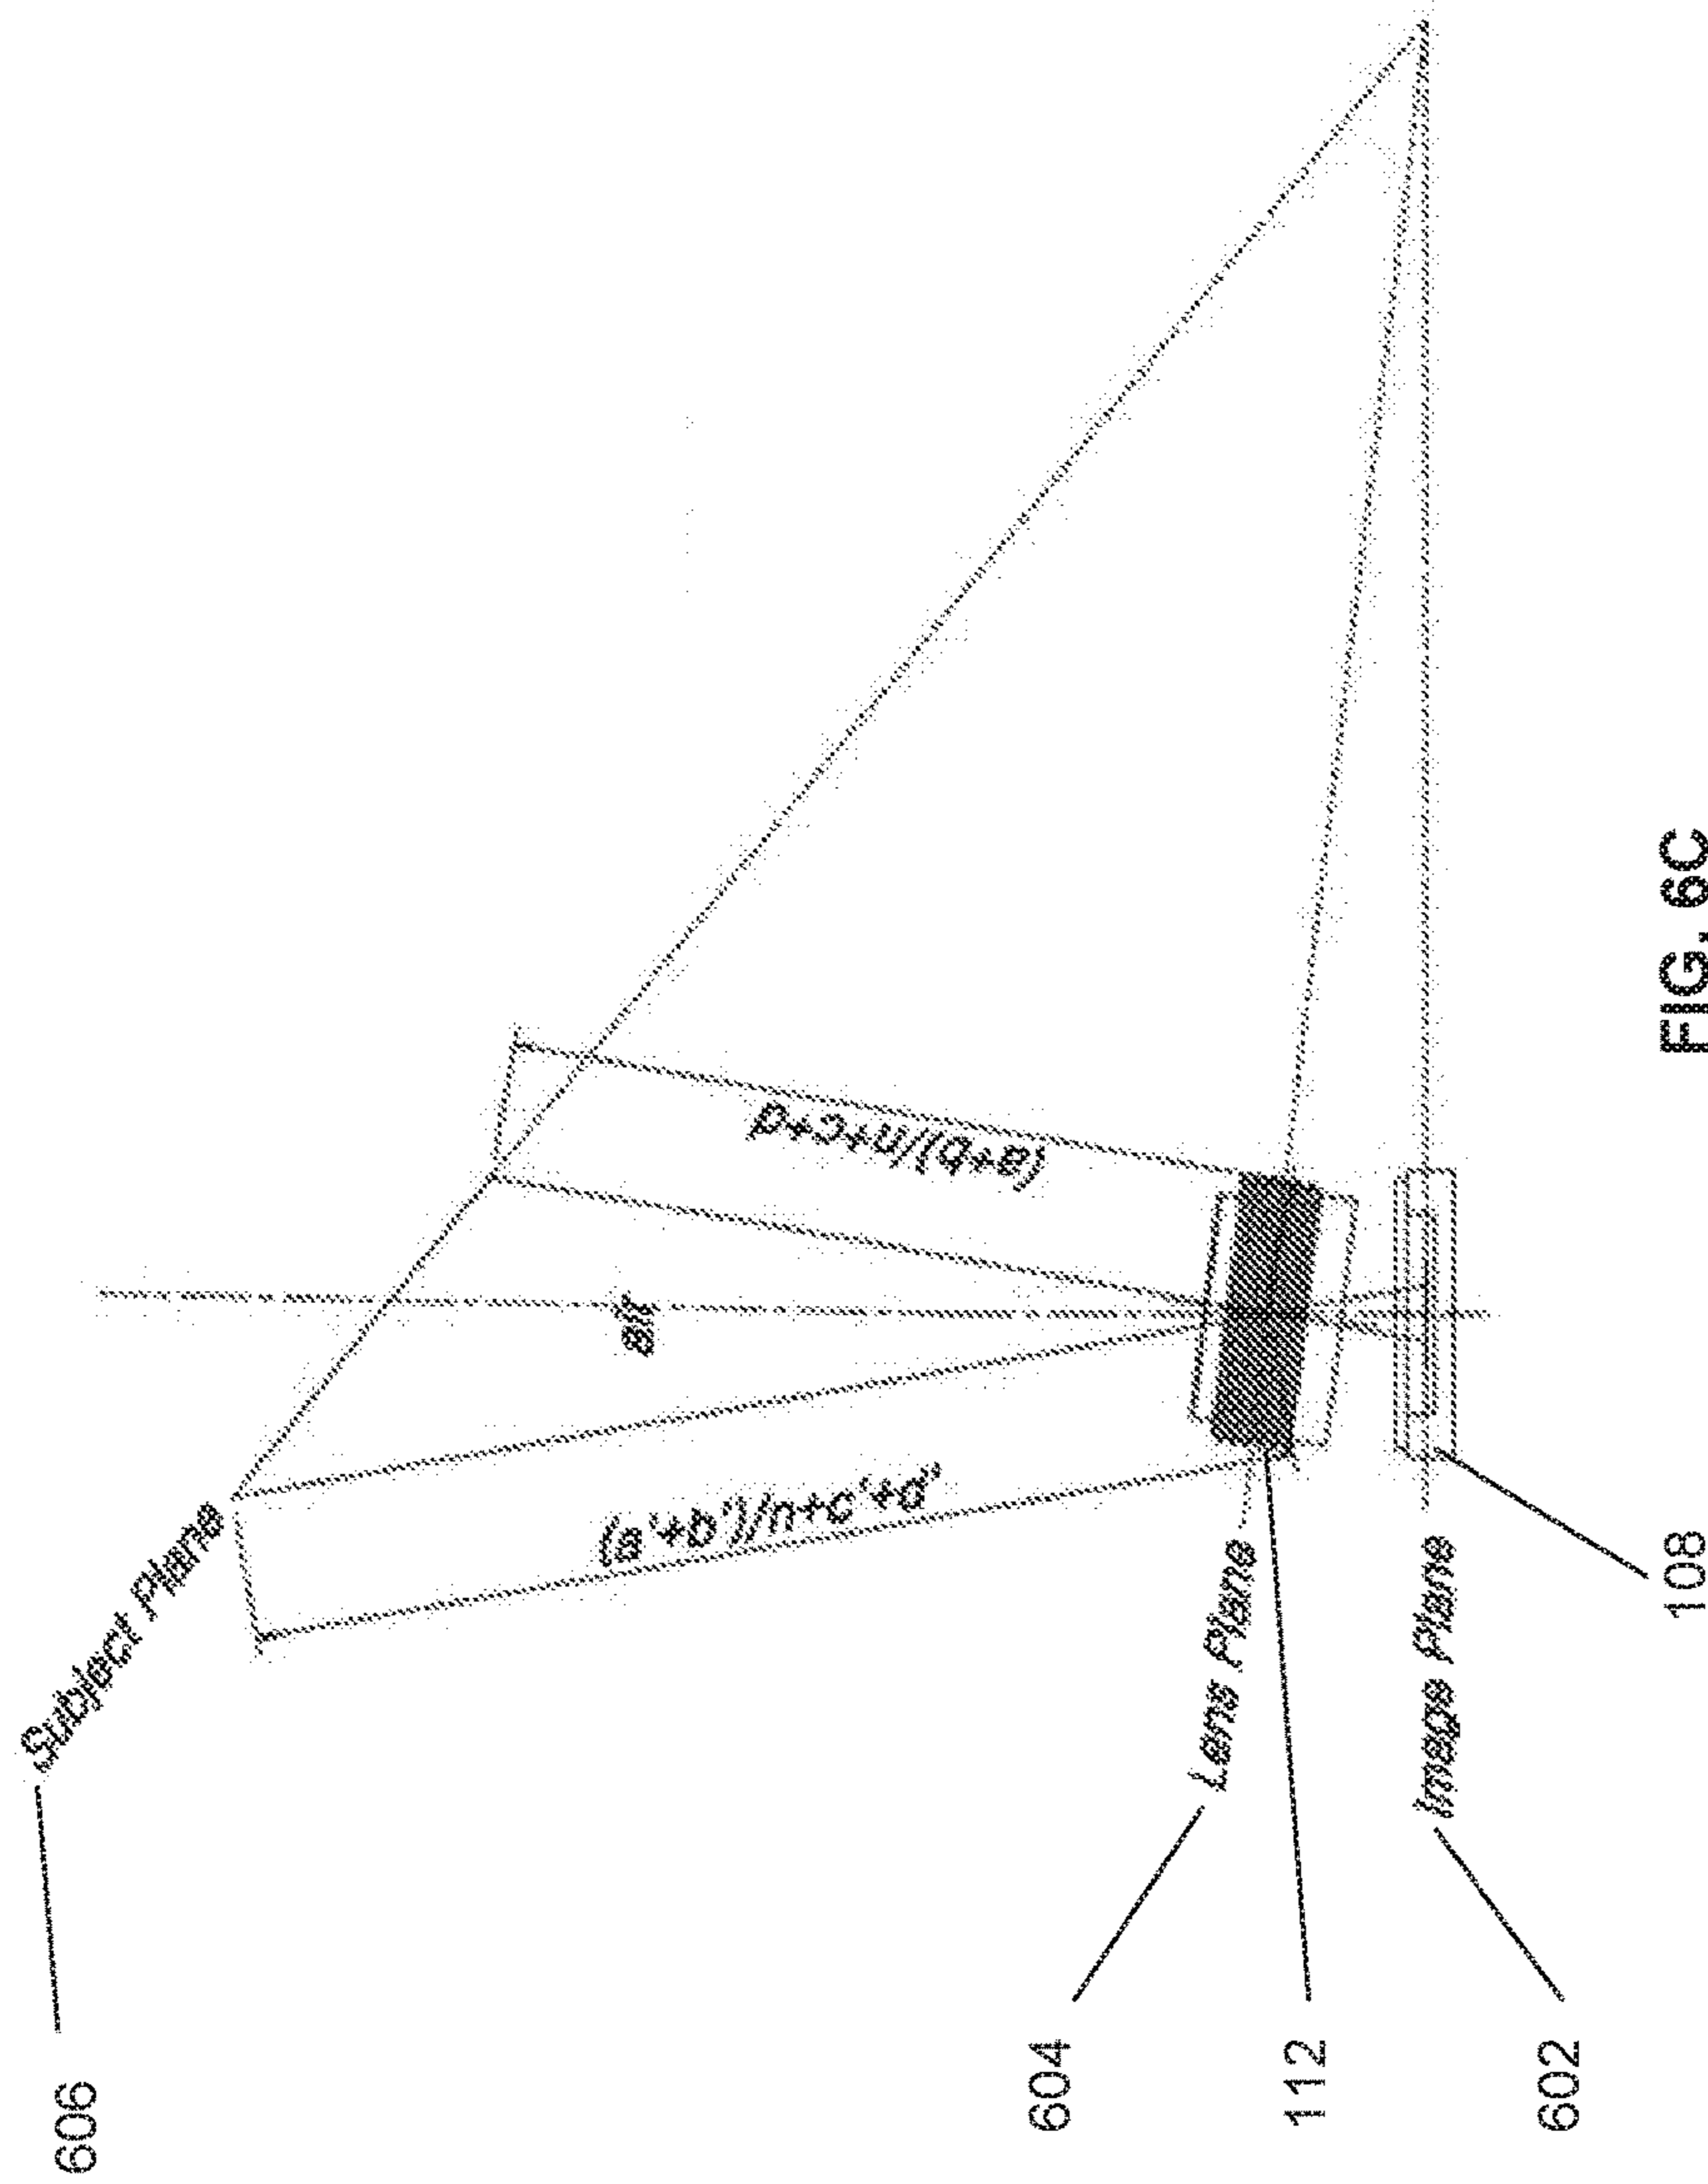 606
Subject Plane
air
(a+b)/n+c+d
(a'+b')/n+c'+d'
604
Lens Plane
112
Image Plane
602
108
FIG. 6C